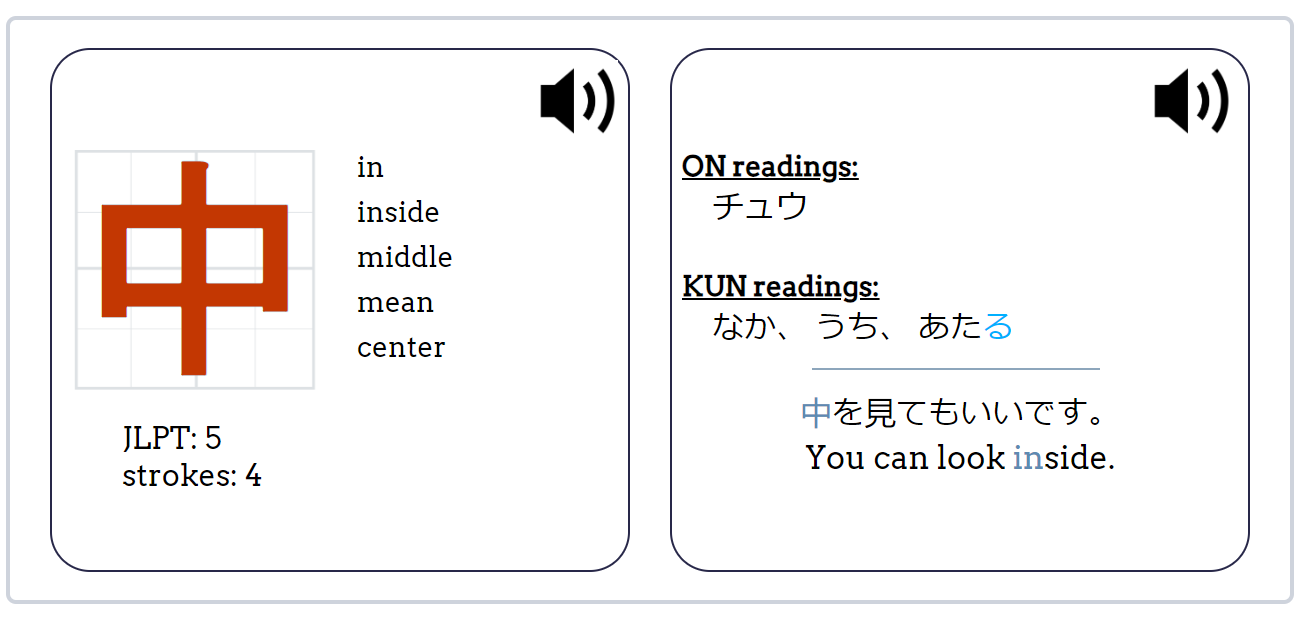 中
in
inside
middle
mean
center
JLPT: 5
strokes: 4
ON readings:
チュウ
KUN readings:
なか、 うち、 あたる
中を見てもいいです。
You can look inside.